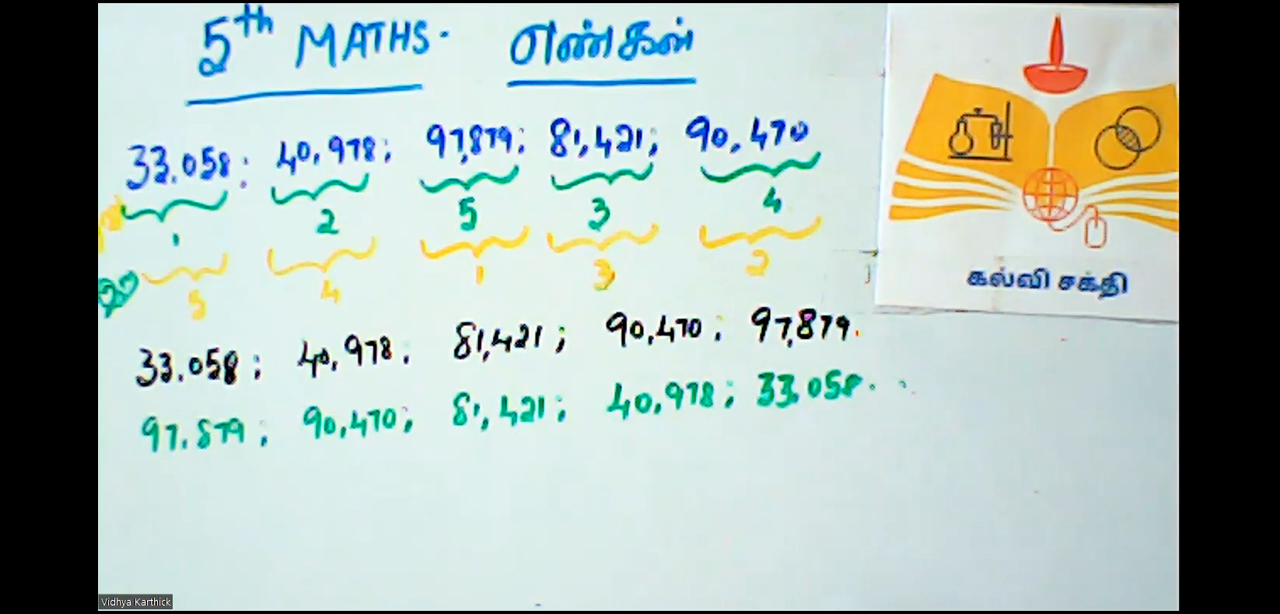 5th MATHS. எண்கள்
33,058; 40,978; 97,879; 81,421; 90,470
1 2 5 3 4
5 4 1 3 2
33,058; 40,978, 81,421; 90,470, 97,879.
97,879; 90,470; 81,421; 40,978; 33,058.
கல்வி சக்தி
Vidhya Karthick